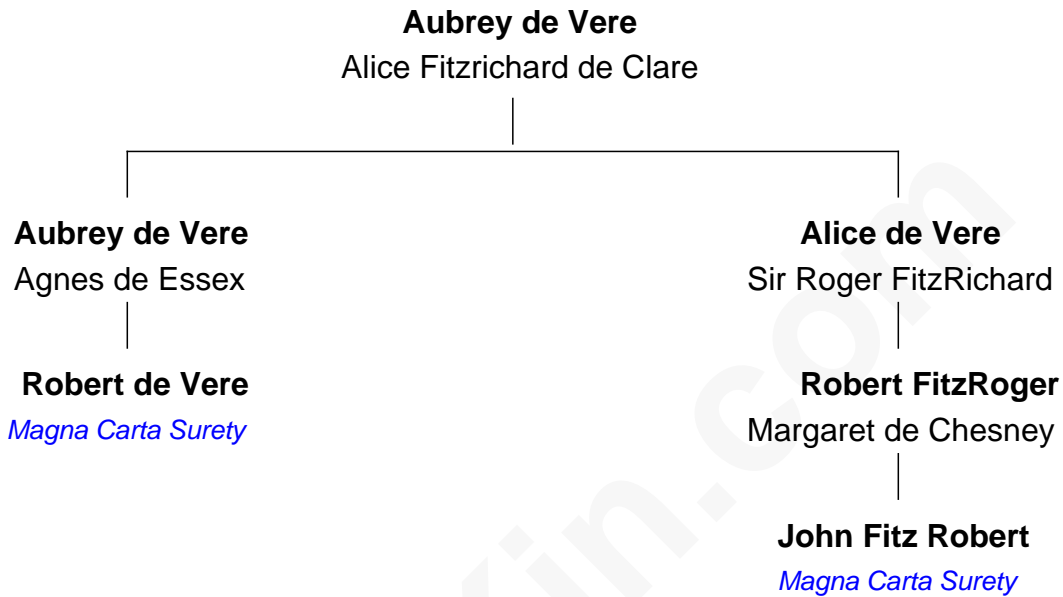 Aubrey de Vere
Alice Fitzrichard de Clare
Aubrey de Vere
Agnes de Essex
Robert de Vere
Magna Carta Surety
Alice de Vere
Sir Roger FitzRichard
Robert FitzRoger
Margaret de Chesney
John Fitz Robert
Magna Carta Surety